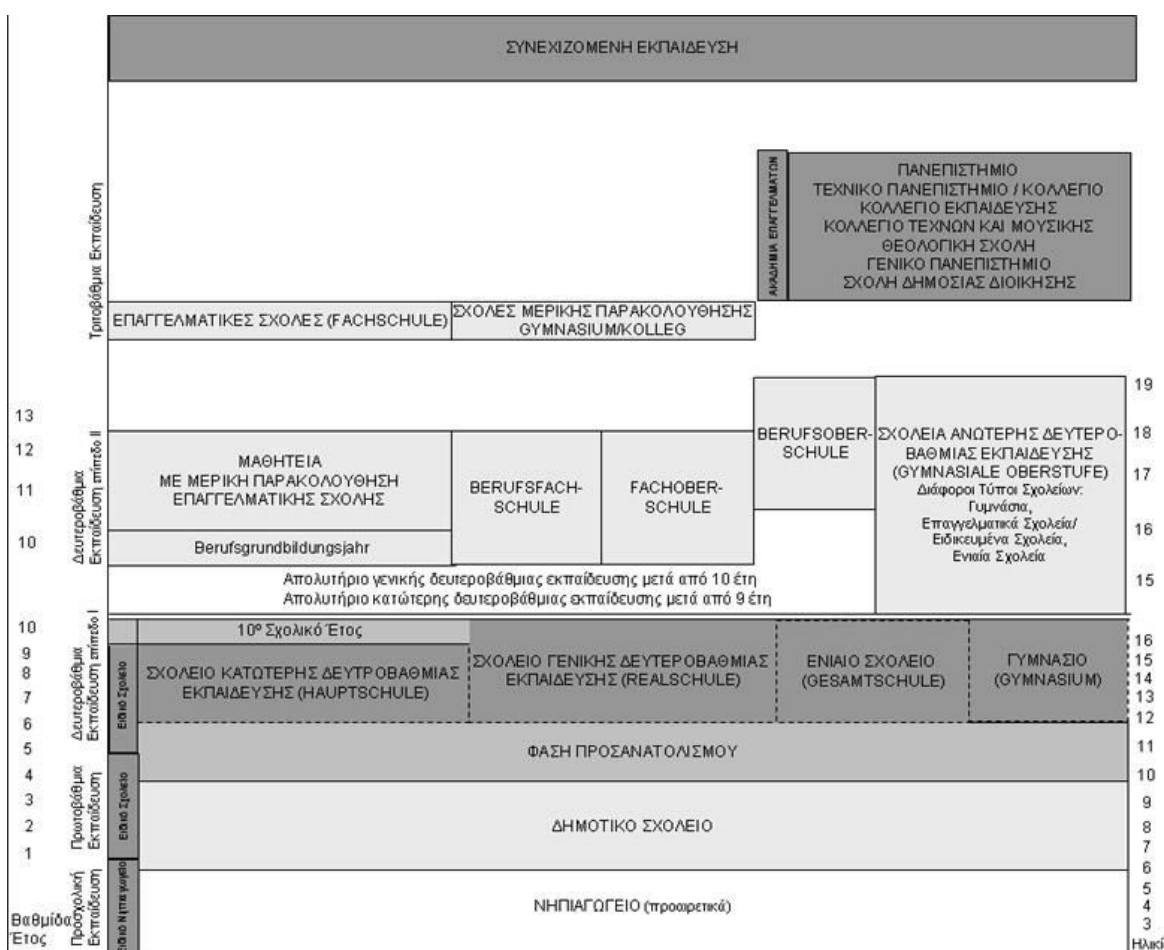 ΣΥΝΕΧΙΖΟΜΕΝΗ ΕΚΠΑΙΔΕΥΣΗ
Τριτοβάθμια Εκπαίδευση
ΑΚΑΔΗΜΙΑ ΕΠΑΓΓΕΛΜΑΤΩΝ
ΠΑΝΕΠΙΣΤΗΜΙΟ
ΤΕΧΝΙΚΟ ΠΑΝΕΠΙΣΤΗΜΙΟ / ΚΟΛΛΕΓΙΟ
ΚΟΛΛΕΓΙΟ ΕΚΠΑΙΔΕΥΣΗΣ
ΚΟΛΛΕΓΙΟ ΤΕΧΝΩΝ ΚΑΙ ΜΟΥΣΙΚΗΣ
ΘΕΟΛΟΓΙΚΗ ΣΧΟΛΗ
ΓΕΝΙΚΟ ΠΑΝΕΠΙΣΤΗΜΙΟ
ΣΧΟΛΗ ΔΗΜΟΣΙΑΣ ΔΙΟΙΚΗΣΗΣ
ΕΠΑΓΓΕΛΜΑΤΙΚΕΣ ΣΧΟΛΕΣ (FACHSCHULE)
ΣΧΟΛΕΣ ΜΕΡΙΚΗΣ ΠΑΡΑΚΟΛΟΥΘΗΣΗΣ
GYMNASIUM/KOLLEG
13
12
11
10
Δευτεροβάθμια
Εκπαίδευση επίπεδο II
ΜΑΘΗΤΕΙΑ
ΜΕ ΜΕΡΙΚΗ ΠΑΡΑΚΟΛΟΥΘΗΣΗ
ΕΠΑΓΓΕΛΜΑΤΙΚΗΣ ΣΧΟΛΗΣ
Berufsgrundbildungsjahr
BERUFSFACH-
SCHULE
FACHOBER-
SCHULE
BERUFSOBER-
SCHULE
ΣΧΟΛΕΙΑ ΑΝΩΤΕΡΗΣ ΔΕΥΤΕΡΟ-
ΒΑΘΜΙΑΣ ΕΚΠΑΙΔΕΥΣΗΣ
(GYMNASIALE OBERSTUFE)
Διάφοροι Τύποι Σχολείων:
Γυμνάσια,
Επαγγελματικά Σχολεία/
Ειδικευμένα Σχολεία,
Ενιαία Σχολεία
19
18
17
16
15
Απολυτήριο γενικής δευτεροβάθμιας εκπαίδευσης μετά από 10 έτη
Απολυτήριο κατώτερης δευτεροβάθμιας εκπαίδευσης μετά από 9 έτη
10
9
8
7
6
5
Δευτεροβάθμια
Εκπαίδευση επίπεδο I
Ειδικό Σχολείο
10º Σχολικό Έτος
ΣΧΟΛΕΙΟ ΚΑΤΩΤΕΡΗΣ ΔΕΥΤΡΟΒΑΘΜΙΑΣ
ΕΚΠΑΙΔΕΥΣΗΣ (HAUPTSCHULE)
ΣΧΟΛΕΙΟ ΓΕΝΙΚΗΣ ΔΕΥΤΕΡΟΒΑΘΜΙΑΣ
ΕΚΠΑΙΔΕΥΣΗΣ (REALSCHULE)
ΕΝΙΑΙΟ ΣΧΟΛΕΙΟ
(GESAMTSCHULE)
ΓΥΜΝΑΣΙΟ
(GYMNASIUM)
16
15
14
13
12
ΦΑΣΗ ΠΡΟΣΑΝΑΤΟΛΙΣΜΟΥ
11
10
4
3
2
1
Πρωτοβάθμια
Εκπαίδευση
Ειδικό Σχολείο
ΔΗΜΟΤΙΚΟ ΣΧΟΛΕΙΟ
9
8
7
6
Προσχολική
Εκπαίδευση
Ειδικό Νηπιαγωγείο
ΝΗΠΙΑΓΩΓΕΙΟ (προαιρετικά)
5
4
3
Βαθμίδα
Έτος
Ηλικί